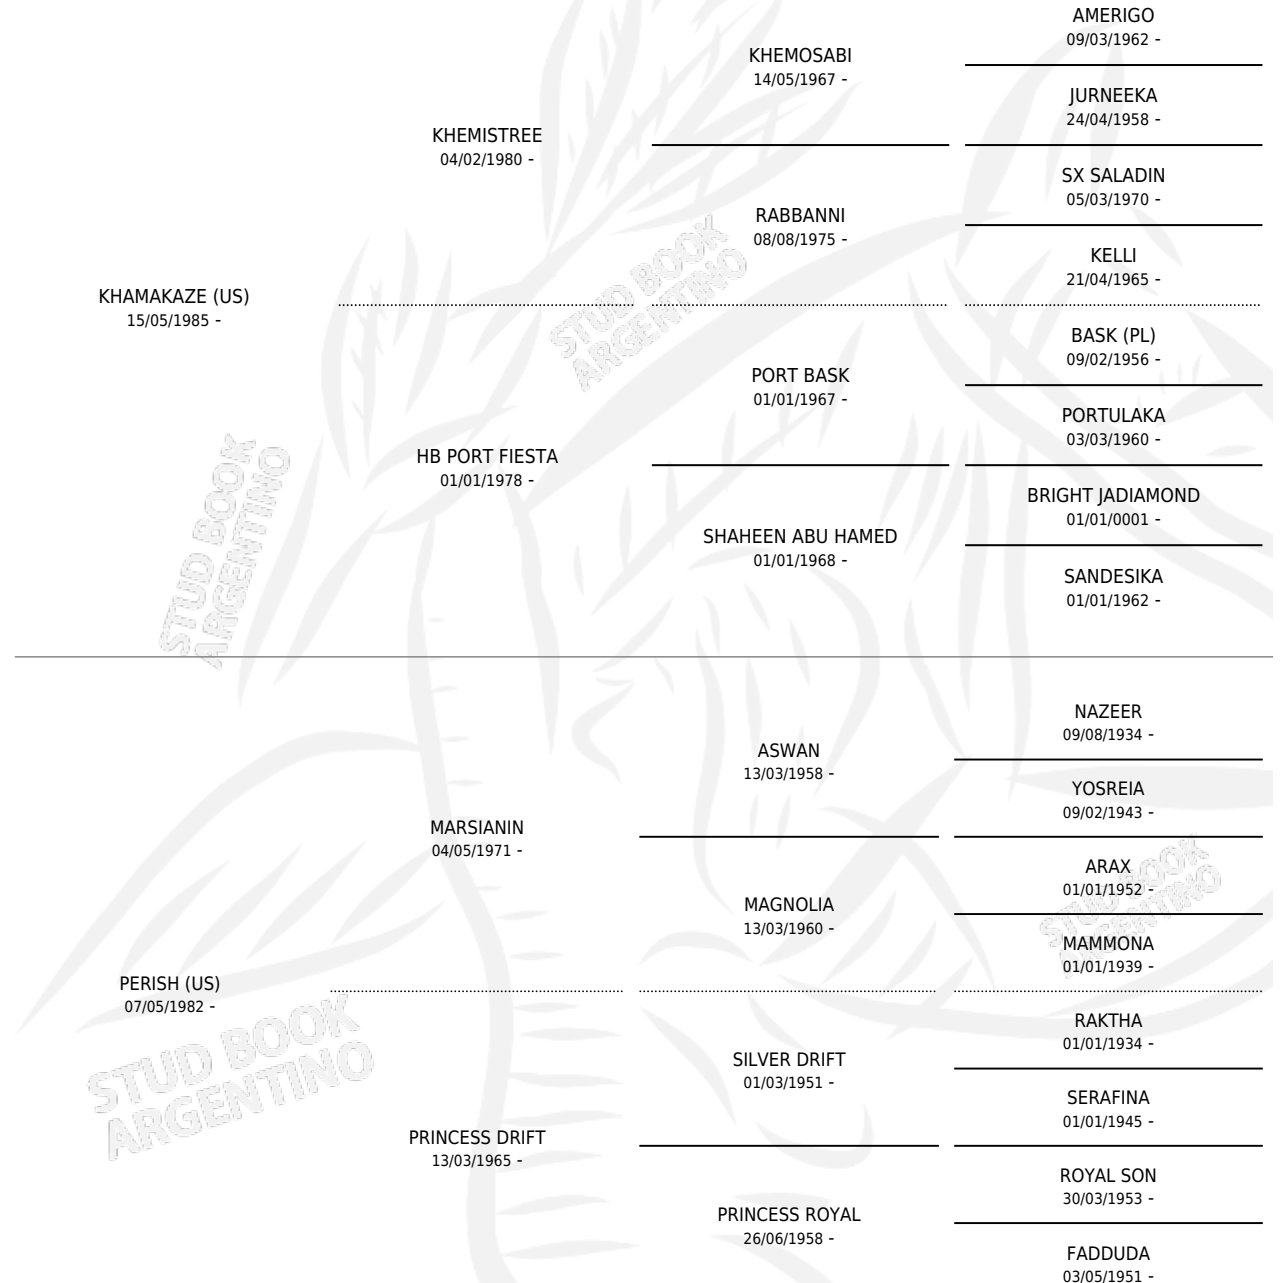 AMERIGO
09/03/1962 -
KHEMOSABI
14/05/1967 -
JURNEEKA
24/04/1958 -
KHEMISTREE
04/02/1980 -
SX SALADIN
05/03/1970 -
RABBANNI
08/08/1975 -
KELLI
21/04/1965 -
KHAMAKAZE (US)
15/05/1985 -
BASK (PL)
09/02/1956 -
PORT BASK
01/01/1967 -
PORTULAKA
03/03/1960 -
HB PORT FIESTA
01/01/1978 -
BRIGHT JADIAMOND
01/01/0001 -
SHAHEEN ABU HAMED
01/01/1968 -
SANDESIKA
01/01/1962 -
STUD BOOK
ARGENTINO
STUD BOOK
ARGENTINO
NAZEER
09/08/1934 -
ASWAN
13/03/1958 -
YOSREIA
09/02/1943 -
MARSIANIN
04/05/1971 -
ARAX
01/01/1952 -
MAGNOLIA
13/03/1960 -
MAMMONA
01/01/1939 -
PERISH (US)
07/05/1982 -
RAKTHA
01/01/1934 -
SILVER DRIFT
01/03/1951 -
SERAFINA
01/01/1945 -
PRINCESS DRIFT
13/03/1965 -
ROYAL SON
30/03/1953 -
PRINCESS ROYAL
26/06/1958 -
FADDUDA
03/05/1951 -
STUD BOOK
ARGENTINO
STUD BOOK
ARGENTINO